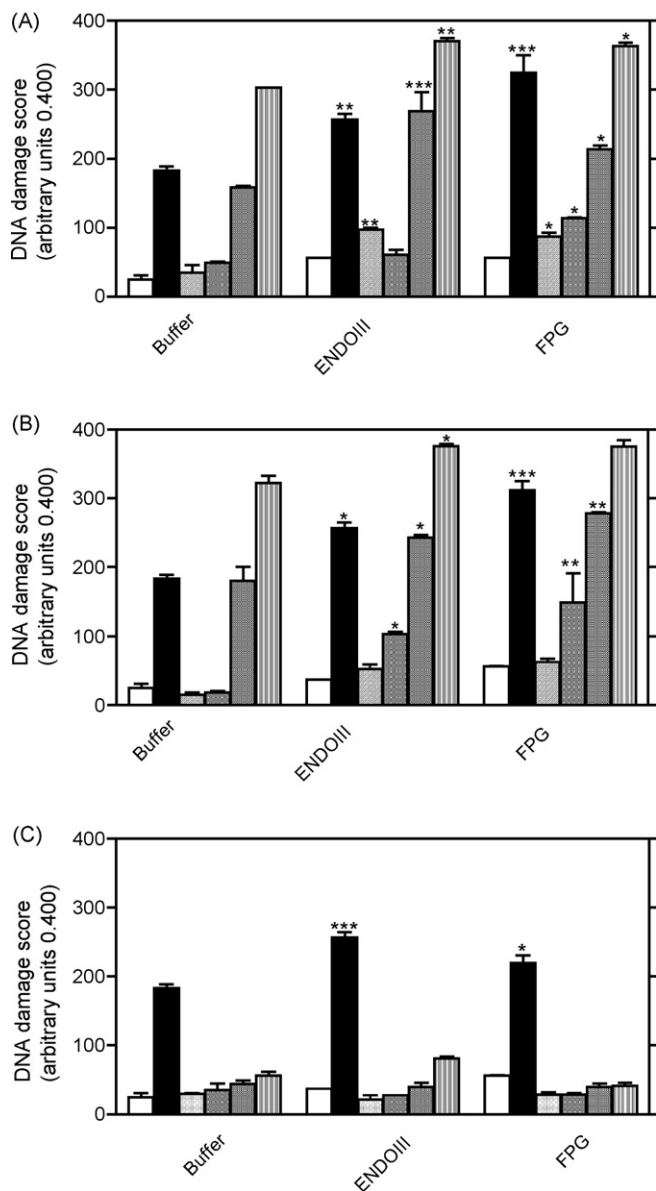 (A)
DNA damage score
(arbitrary units 0.400)
400
300
200
100
0
** *** ** ** *** * * * *
Buffer ENDOIII FPG
(B)
DNA damage score
(arbitrary units 0.400)
400
300
200
100
0
* * * * *** ** **
Buffer ENDOIII FPG
(C)
DNA damage score
(arbitrary units 0.400)
400
300
200
100
0
*** *
Buffer ENDOIII FPG